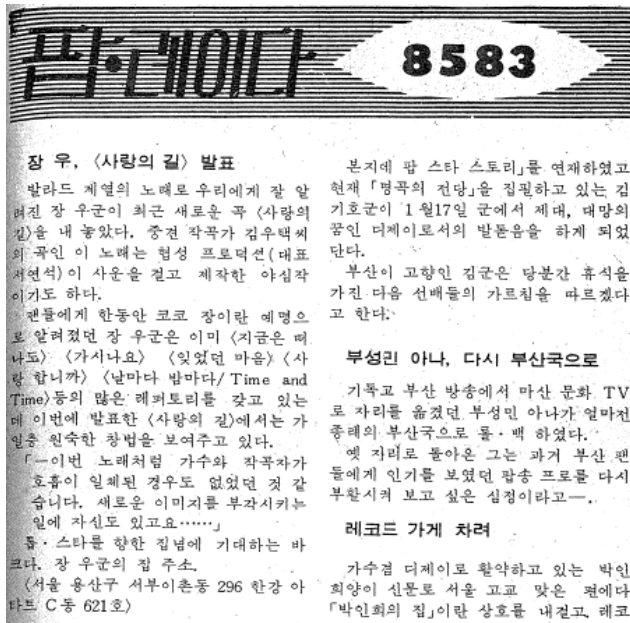 팝·레이다
8583
장 우, 〈사랑의 길〉 발표
발라드 계열의 노래로 우리에게 잘 알
려진 장 우군이 최근 새로운 곡 〈사랑의
길〉을 내 놓았다. 중견 작곡가 김우택씨
의 곡인 이 노래는 협성 프로덕션(대표
서연석)이 사운을 걸고 제작한 야심작
이기도 하다.
팬들에게 한동안 코코 장이란 예명으
로 알려졌던 장 우군은 이미 〈지금은 떠
나도〉 〈가시나요〉 〈잊었던 마음〉 〈사
랑 합니까〉 〈날마다 밤마다/ Time and
Time〉등의 많은 레퍼토리를 갖고 있는
데 이번에 발표한 〈사랑의 길〉에서는 가
일층 원숙한 창법을 보여주고 있다.
「—이번 노래처럼 가수와 작곡자가
호흡이 일체된 경우도 없었던 것 같
습니다. 새로운 이미지를 부각시키는
일에 자신도 있고요……」
톱·스타를 향한 집념에 기대하는 바
크다. 장 우군의 집 주소.
〈서울 용산구 서부이촌동 296 한강 아
파트 C동 621호〉
본지에 팝 스타 스토리」를 연재하였고
현재 「명곡의 전당」을 집필하고 있는 김
기호군이 1월17일 군에서 제대, 대망의
꿈인 디제이로서의 발돋음을 하게 되었
단다.
부산이 고향인 김군은 당분간 휴식을
가진 다음 선배들의 가르침을 따르겠다
고 한다.
부성민 아나, 다시 부산국으로
기독교 부산 방송에서 마산 문화 TV
로 자리를 옮겼던 부성민 아나가 얼마전
종래의 부산국으로 롤·백 하였다.
옛 자리로 돌아온 그는 과거 부산 팬
들에게 인기를 보였던 팝송 프로를 다시
부활시켜 보고 싶은 심정이라고—.
레코드 가게 차려
가수겸 디제이로 활약하고 있는 박인
희양이 신문로 서울 고교 맞은 편에다
「박인희의 집」이란 상호를 내걸고, 레코